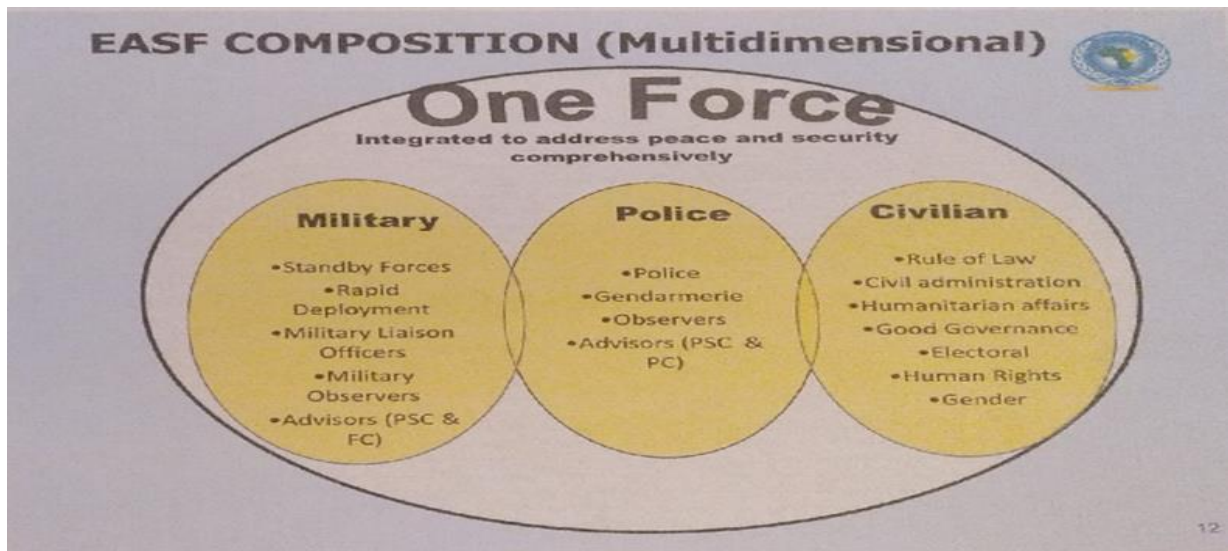 EASF COMPOSITION (Multidimensional)
One Force
Integrated to address peace and security
comprehensively
Military
•Standby Forces
•Rapid
Deployment
•Military Liaison
Officers
•Military
Observers
•Advisors (PSC &
FC)
Police
•Police
•Gendarmerie
•Observers
•Advisors (PSC &
PC)
Civilian
•Rule of Law
•Civil administration
•Humanitarian affairs
•Good Governance
•Electoral
•Human Rights
•Gender
12